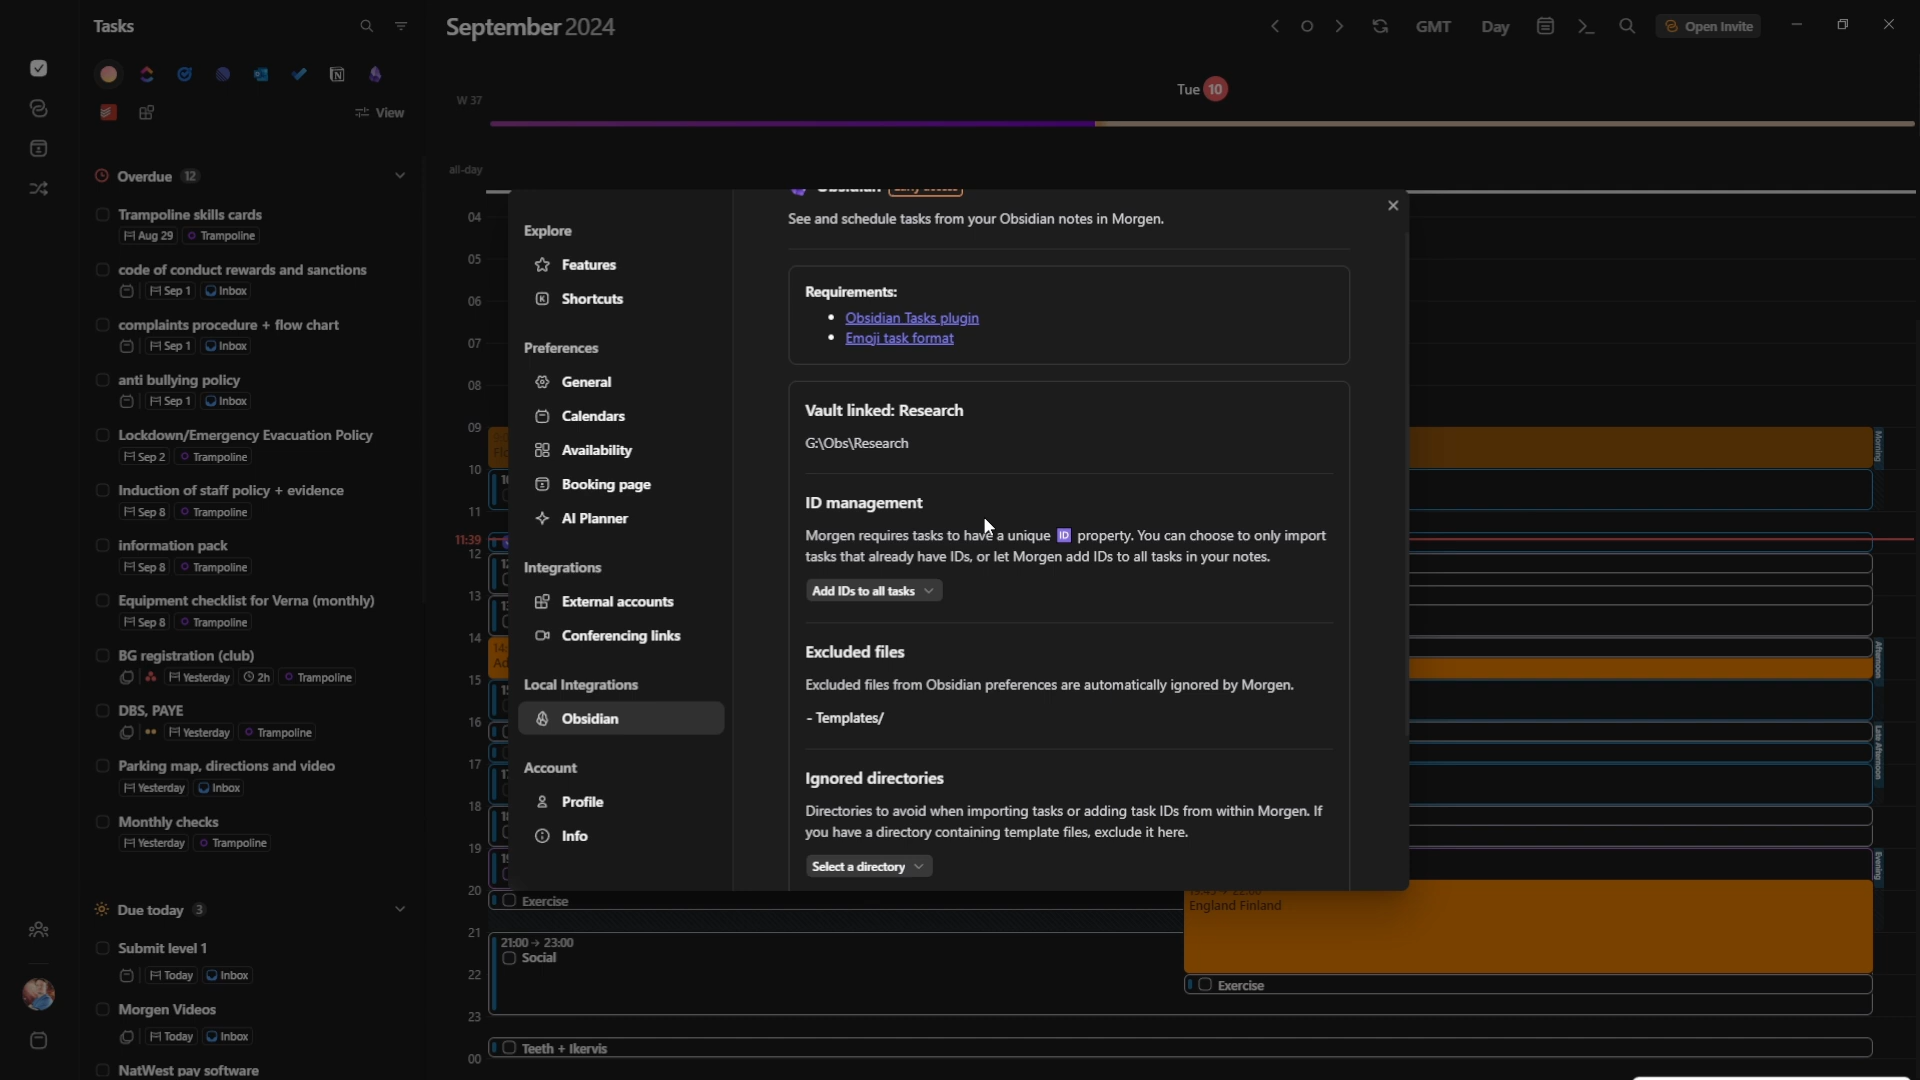 Tasks
View
Overdue 12
Trampoline skills cards
Aug 29 Trampoline
code of conduct rewards and sanctions
Sep 1 Inbox
complaints procedure + flow chart
Sep 1 Inbox
anti bullying policy
Sep 1 Inbox
Lockdown/Emergency Evacuation Policy
Sep 2 Trampoline
Induction of staff policy + evidence
Sep 8 Trampoline
information pack
Sep 8 Trampoline
Equipment checklist for Verna (monthly)
Sep 8 Trampoline
BG registration (club)
Yesterday 2h Trampoline
DBS, PAYE
Yesterday Trampoline
Parking map, directions and video
Yesterday Inbox
Monthly checks
Yesterday Trampoline
Due today 3
Submit level 1
Today Inbox
Morgen Videos
Today Inbox
NatWest pay software
September 2024
GMT
Day
Open Invite
W 37
Tue 10
all-day
04
05
06
07
08
09
10
11
11:39
12
13
14
15
16
17
18
19
20
21
22
23
00
Explore
Features
Shortcuts
Preferences
General
Calendars
Availability
Booking page
AI Planner
Integrations
External accounts
Conferencing links
Local Integrations
Obsidian
Account
Profile
Info
See and schedule tasks from your Obsidian notes in Morgen.
Requirements:
• Obsidian Tasks plugin
• Emoji task format
Vault linked: Research
G:\Obs\Research
ID management
Morgen requires tasks to have a unique ID property. You can choose to only import
tasks that already have IDs, or let Morgen add IDs to all tasks in your notes.
Add IDs to all tasks
Excluded files
Excluded files from Obsidian preferences are automatically ignored by Morgen.
- Templates/
Ignored directories
Directories to avoid when importing tasks or adding task IDs from within Morgen. If
you have a directory containing template files, exclude it here.
Select a directory
Morning
Afternoon
Late Afternoon
Evening
Exercise
England Finland
21:00 → 23:00
Social
Exercise
Teeth + Ikervis